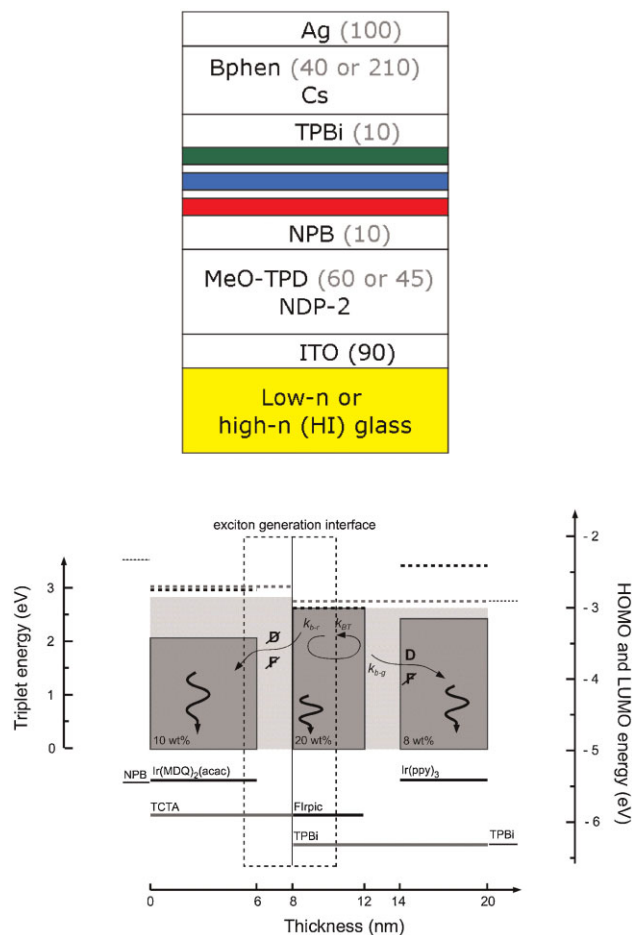 Ag (100)
Bphen (40 or 210)
Cs
TPBi (10)
NPB (10)
MeO-TPD (60 or 45)
NDP-2
ITO (90)
Low-n or
high-n (HI) glass
exciton generation interface
Triplet energy (eV)
3
2
1
0
HOMO and LUMO energy (eV)
- 2
- 3
- 4
- 5
- 6
D
F
k_b-r
k_BT
k_b-g
D
F
10 wt%
20 wt%
8 wt%
NPB
Ir(MDQ)₂(acac)
Ir(ppy)₃
TCTA
FIrpic
TPBi
TPBi
0
6
8
12
14
20
Thickness (nm)